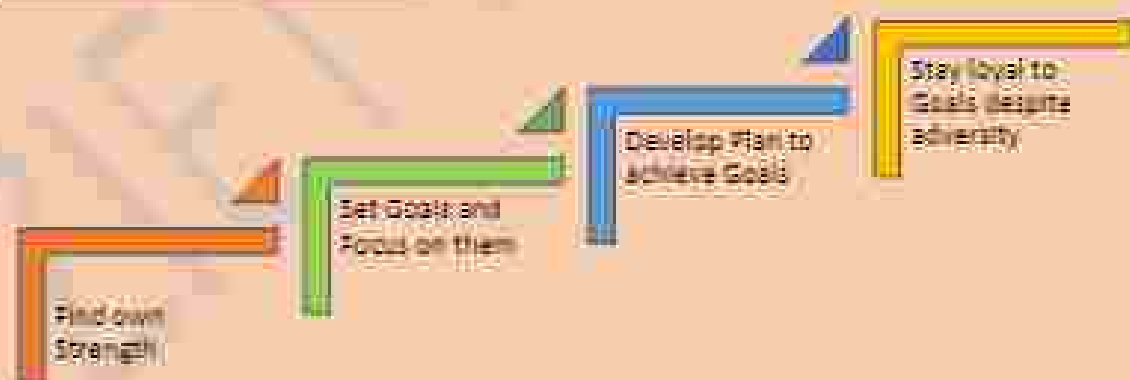 Find own
Strength
Set Goals and
Focus on them
Develop Plan to
achieve Goals
Stay loyal to
Goals despite
adversity